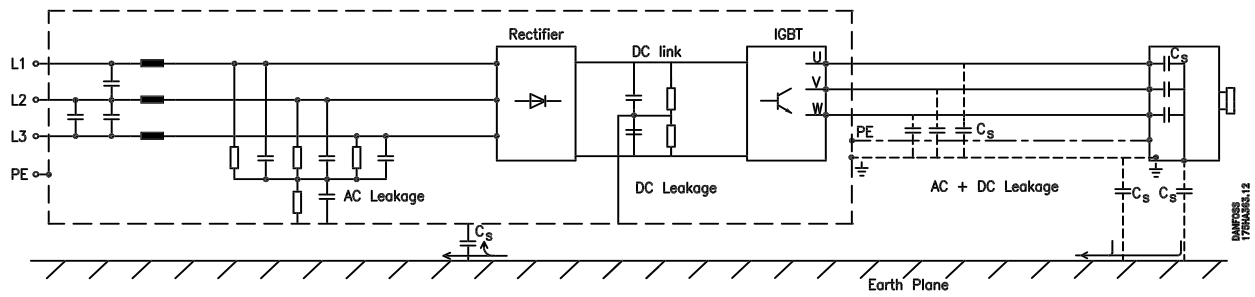 Rectifier
IGBT
DC link
L1
L2
L3
PE
U
V
W
PE
Cs
Cs
AC Leakage
DC Leakage
AC + DC Leakage
Cs
Cs
Cs
Earth Plane
DANFOSS
175HA363.12